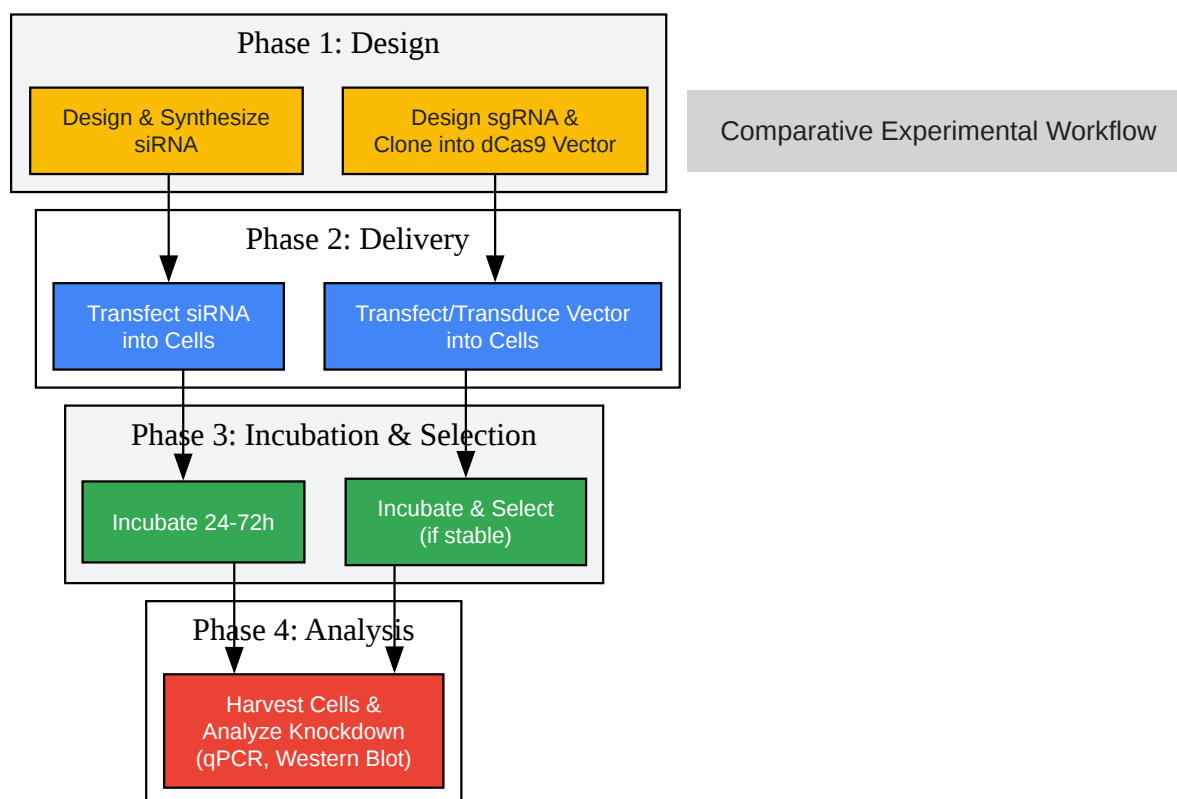 Phase 1: Design
Design & Synthesize
siRNA
Design sgRNA &
Clone into dCas9 Vector
Comparative Experimental Workflow
Phase 2: Delivery
Transfect siRNA
into Cells
Transfect/Transduce Vector
into Cells
Phase 3: Incubation & Selection
Incubate 24-72h
Incubate & Select
(if stable)
Phase 4: Analysis
Harvest Cells &
Analyze Knockdown
(qPCR, Western Blot)